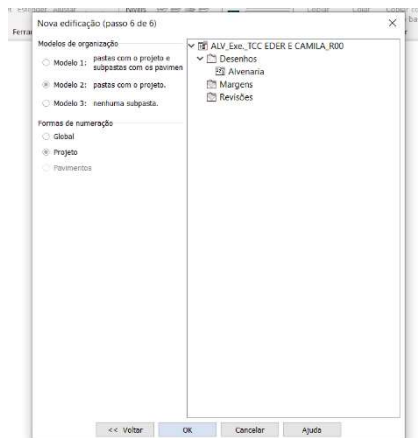 Nova edificação (passo 6 de 6)
Modelos de organização
Modelo 1: pastas com o projeto e
subpastas com os pavimen
Modelo 2: pastas com o projeto.
Modelo 3: nenhuma subpasta.
Formas de numeração
Global
Projeto
Pavimentos
ALV_Exe._TCC EDER E CAMILA_R00
Desenhos
Alvenaria
Margens
Revisões
<< Voltar
OK
Cancelar
Ajuda